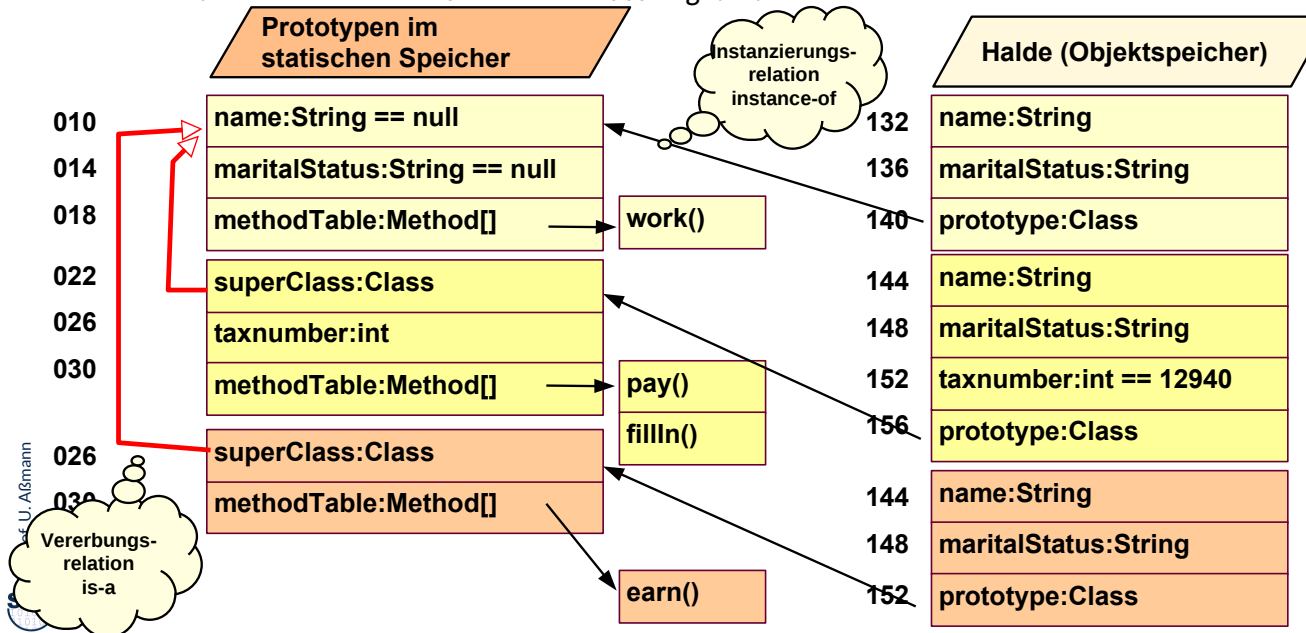 Prototypen im
statischen Speicher
Instanzierungs-
relation
instance-of
Halde (Objektspeicher)
010
name:String == null
014
maritalStatus:String == null
018
methodTable:Method[]
work()
022
superClass:Class
026
taxnumber:int
030
methodTable:Method[]
pay()
fillIn()
026
superClass:Class
030
methodTable:Method[]
earn()
132
name:String
136
maritalStatus:String
140
prototype:Class
144
name:String
148
maritalStatus:String
152
taxnumber:int == 12940
156
prototype:Class
144
name:String
148
maritalStatus:String
152
prototype:Class
Vererbungs-
relation
is-a
U. Aßmann